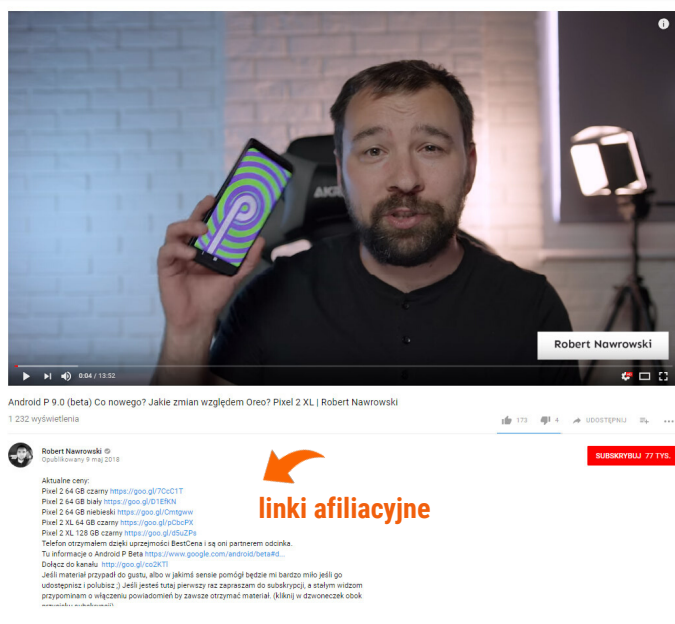 AKR
Robert Nawrowski
0:04 / 13:52
Android P 9.0 (beta) Co nowego? Jakie zmian względem Oreo? Pixel 2 XL | Robert Nawrowski
1 232 wyświetlenia
173
4
UDOSTĘPNIJ
Robert Nawrowski
Opublikowany 9 maj 2018
SUBSKRYBUJ 77 TYS.
linki afiliacyjne
Aktualne ceny:
Pixel 2 64 GB czarny https://goo.gl/7CcC1T
Pixel 2 64 GB biały https://goo.gl/D1EfKN
Pixel 2 64 GB niebieski https://goo.gl/Cmtgww
Pixel 2 XL 64 GB czarny https://goo.gl/pCbcPX
Pixel 2 XL 128 GB czarny https://goo.gl/d5uZPs
Telefon otrzymałem dzięki uprzejmości BestCena i są oni partnerem odcinka.
Tu informacje o Android P Beta https://www.google.com/android/beta#d...
Dołącz do kanału http://goo.gl/co2KTl
Jeśli materiał przypadł do gustu, albo w jakimś sensie pomógł będzie mi bardzo miło jeśli go
udostępnisz i polubisz ;) Jeśli jesteś tutaj pierwszy raz zapraszam do subskrypcji, a stałym widzom
przypominam o włączeniu powiadomień by zawsze otrzymać materiał. (kliknij w dzwoneczek obok